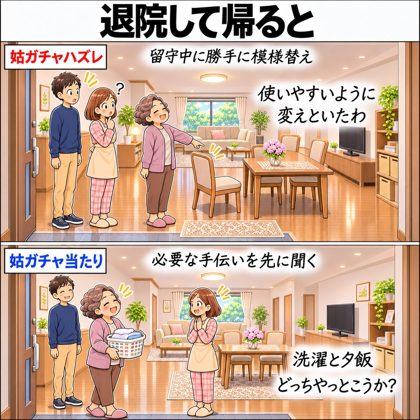 退院して帰ると
姑ガチャハズレ
留守中に勝手に模様替え
?
使いやすいように
変えといたわ
姑ガチャ当たり
必要な手伝いを先に聞く
洗濯と夕飯
どっちやっとこうか?